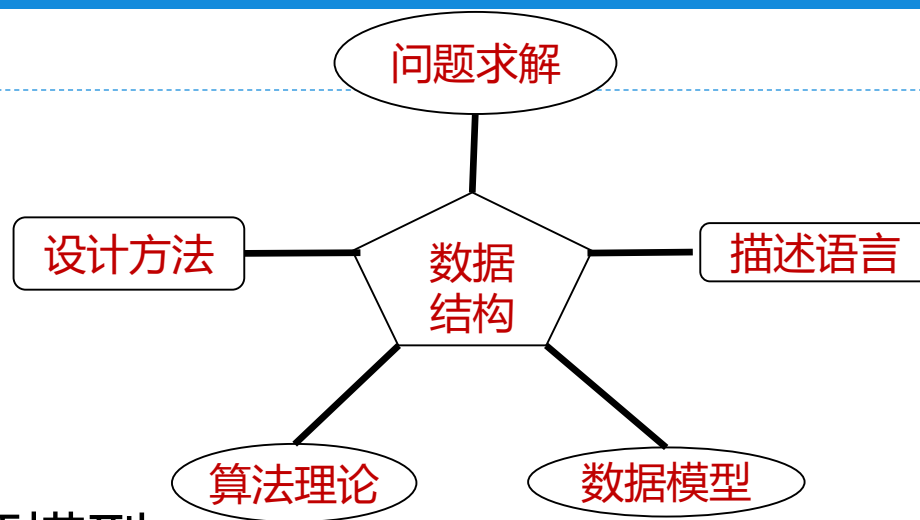 问题求解
设计方法
数据
结构
描述语言
算法理论
数据模型